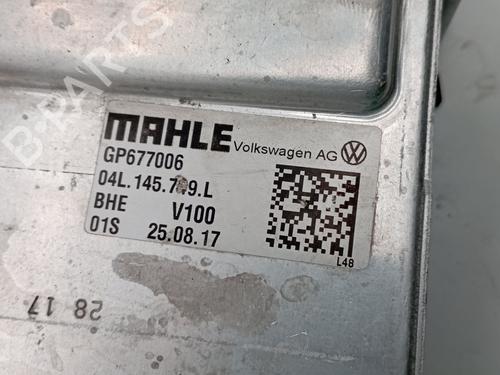 B-PARTS
MAHLE Volkswagen AG
GP677006
04L.145.7 9.L
BHE V100
01S 25.08.17
L48
28 17